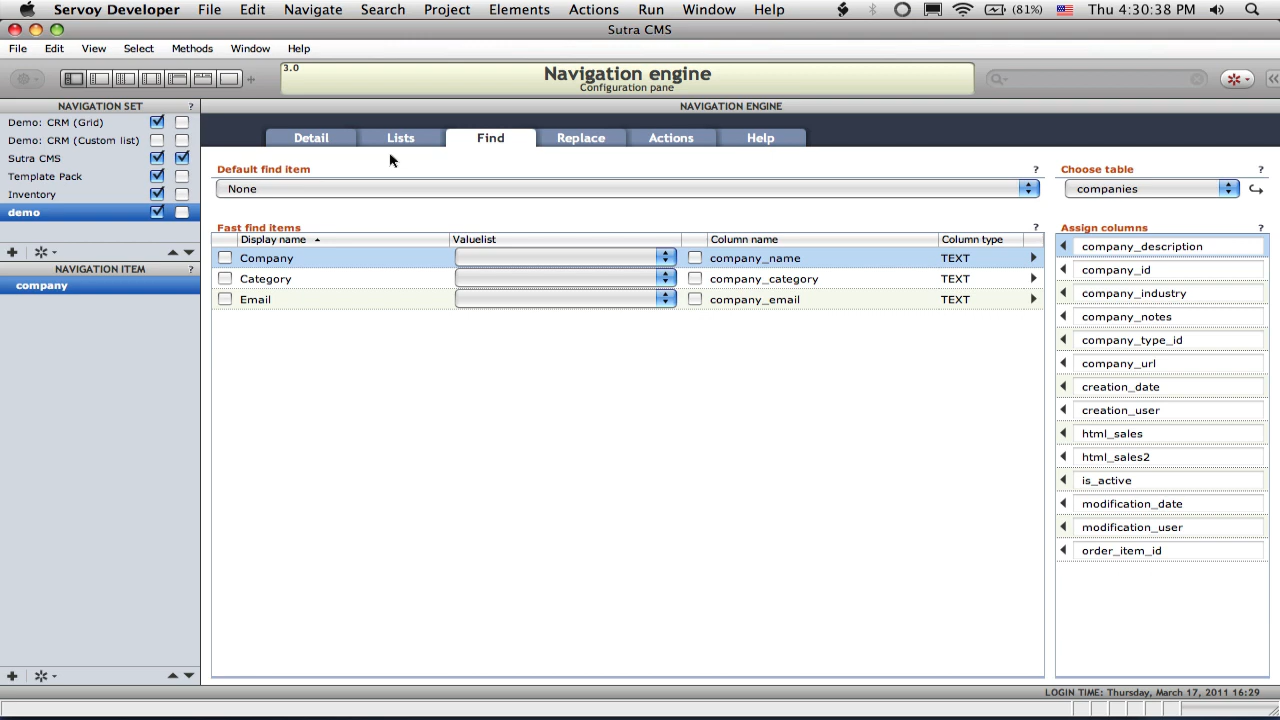 Servoy Developer File Edit Navigate Search Project Elements Actions Run Window Help (81%) Thu 4:30:38 PM
Sutra CMS
File Edit View Select Methods Window Help
3.0
Navigation engine
Configuration pane
NAVIGATION SET ?
NAVIGATION ENGINE
Demo: CRM (Grid)
Demo: CRM (Custom list)
Sutra CMS
Template Pack
Inventory
demo
NAVIGATION ITEM ?
company
Detail Lists Find Replace Actions Help
Default find item ?
None
Fast find items ?
Display name Valuelist Column name Column type
Company company_name TEXT
Category company_category TEXT
Email company_email TEXT
Choose table ?
companies
Assign columns ?
company_description
company_id
company_industry
company_notes
company_type_id
company_url
creation_date
creation_user
html_sales
html_sales2
is_active
modification_date
modification_user
order_item_id
LOGIN TIME: Thursday, March 17, 2011 16:29